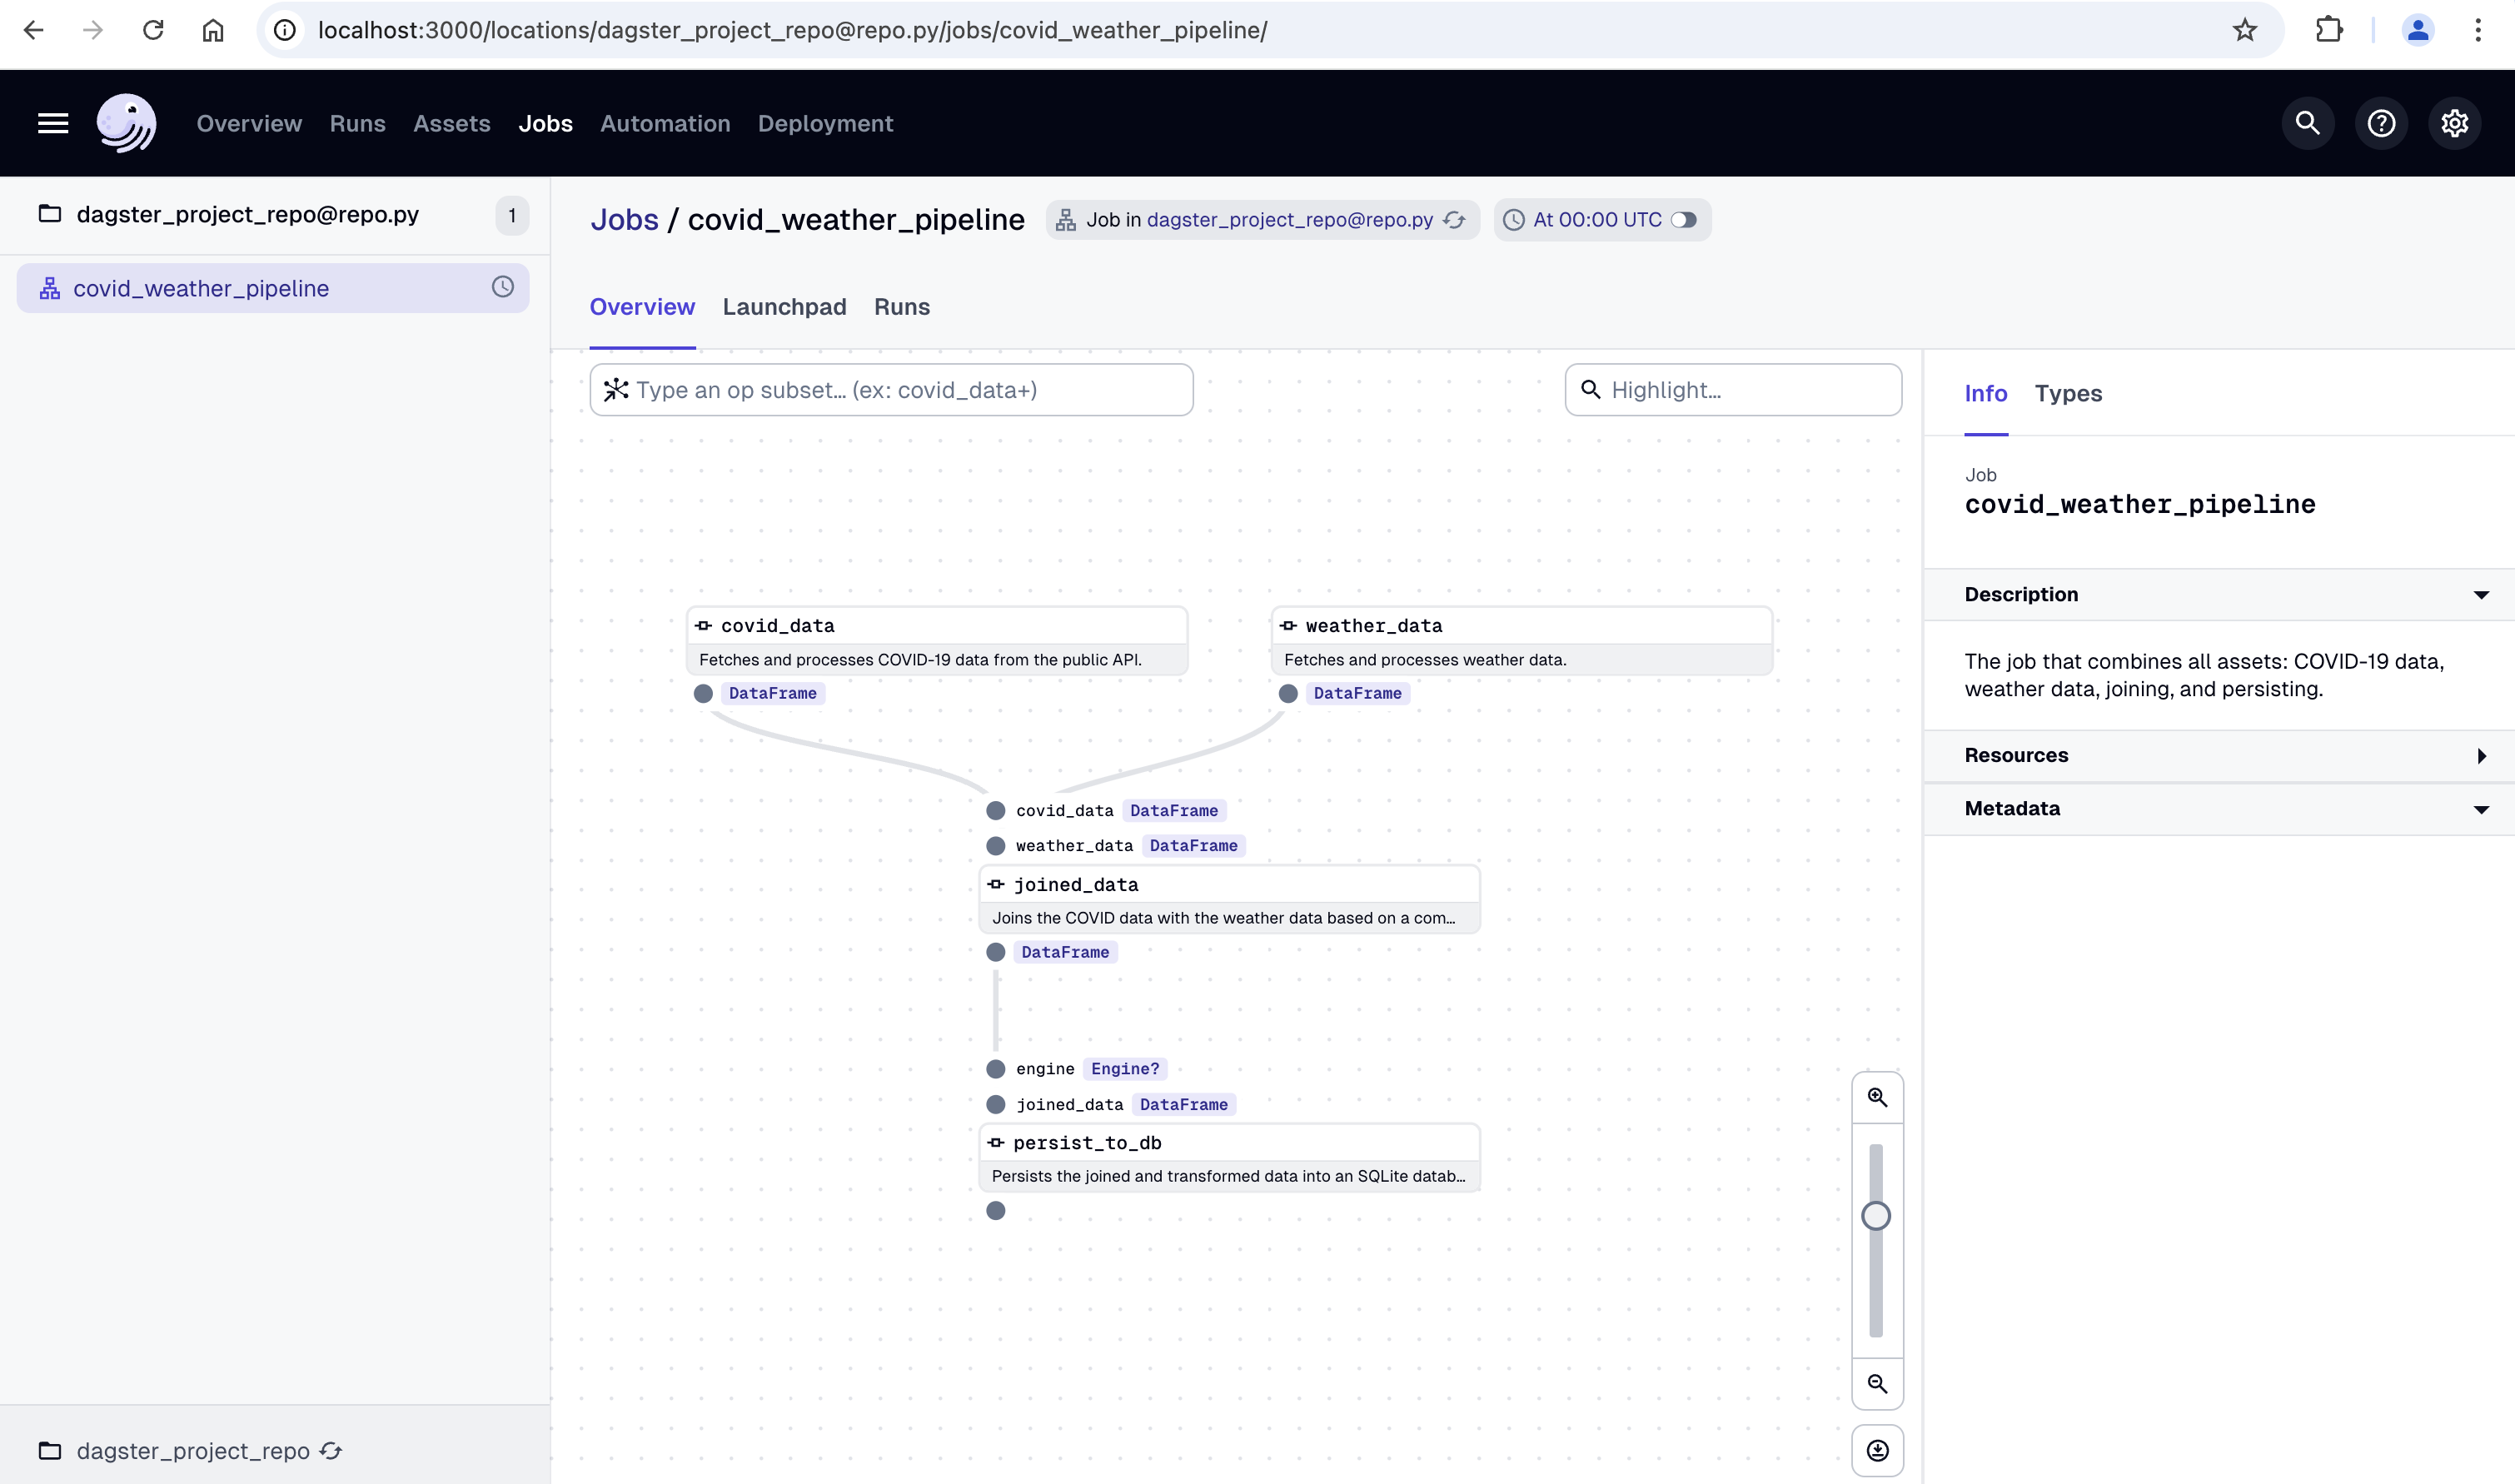 localhost:3000/locations/dagster_project_repo@repo.py/jobs/covid_weather_pipeline/
Overview Runs Assets Jobs Automation Deployment
dagster_project_repo@repo.py 1
covid_weather_pipeline
Jobs / covid_weather_pipeline Job in dagster_project_repo@repo.py At 00:00 UTC
Overview Launchpad Runs
Type an op subset... (ex: covid_data+)
Highlight...
covid_data
Fetches and processes COVID-19 data from the public API.
DataFrame
weather_data
Fetches and processes weather data.
DataFrame
covid_data DataFrame
weather_data DataFrame
joined_data
Joins the COVID data with the weather data based on a com...
DataFrame
engine Engine?
joined_data DataFrame
persist_to_db
Persists the joined and transformed data into an SQLite datab...
Info Types
Job
covid_weather_pipeline
Description
The job that combines all assets: COVID-19 data,
weather data, joining, and persisting.
Resources
Metadata
dagster_project_repo